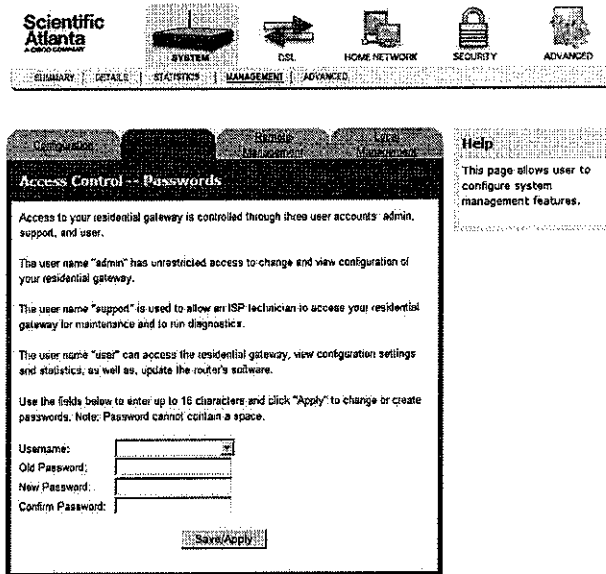 Scientific
Atlanta
A CISCO COMPANY
SYSTEM
DSL
HOME NETWORK
SECURITY
ADVANCED
SUMMARY | DETAILS | STATISTICS | MANAGEMENT | ADVANCED
Configuration
Remote
Management
Local
Management
Access Control -- Passwords
Access to your residential gateway is controlled through three user accounts: admin,
support, and user.
The user name "admin" has unrestricted access to change and view configuration of
your residential gateway.
The user name "support" is used to allow an ISP technician to access your residential
gateway for maintenance and to run diagnostics.
The user name "user" can access the residential gateway, view configuration settings
and statistics, as well as, update the router's software.
Use the fields below to enter up to 16 characters and click "Apply" to change or create
passwords. Note: Password cannot contain a space.
Username:
Old Password:
New Password:
Confirm Password:
Save/Apply
Help
This page allows user to
configure system
management features.